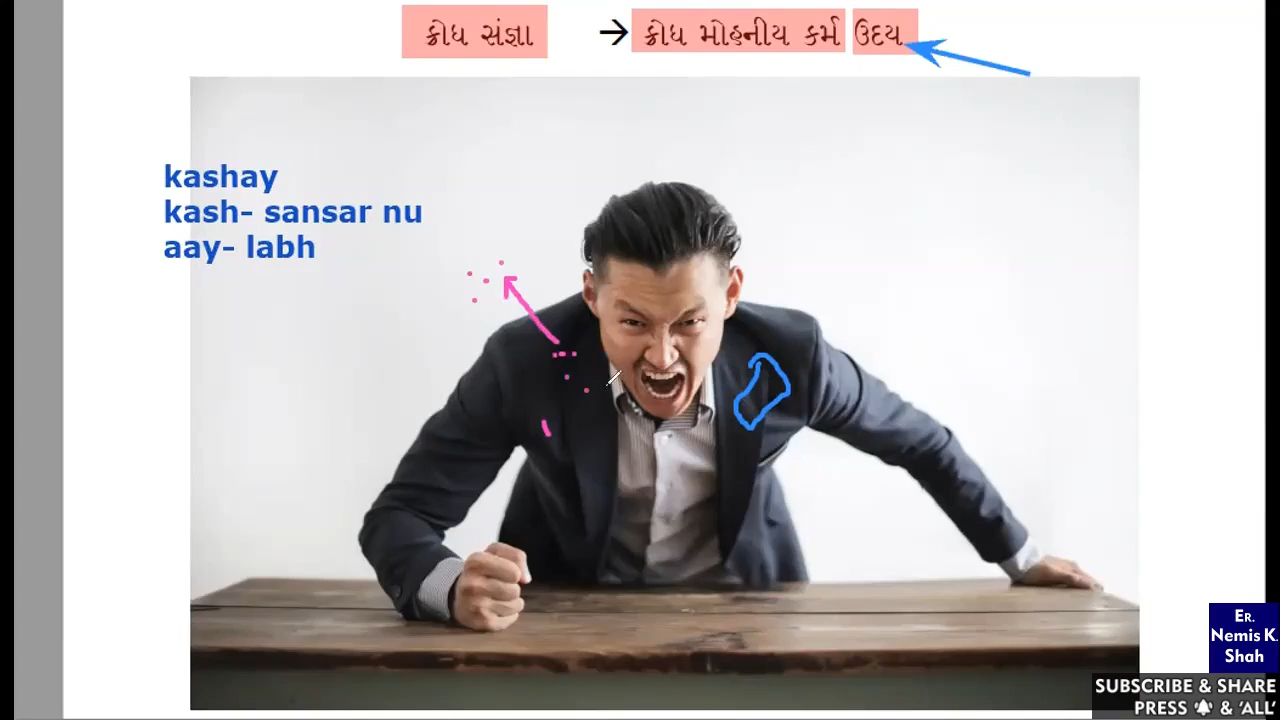 ક્રોધ સંજ્ઞા → ક્રોધ મોહનીય કર્મ ઉદય
kashay
kash- sansar nu
aay- labh
Er.
Nemis K.
Shah
SUBSCRIBE & SHARE
PRESS 🔔 & 'ALL'